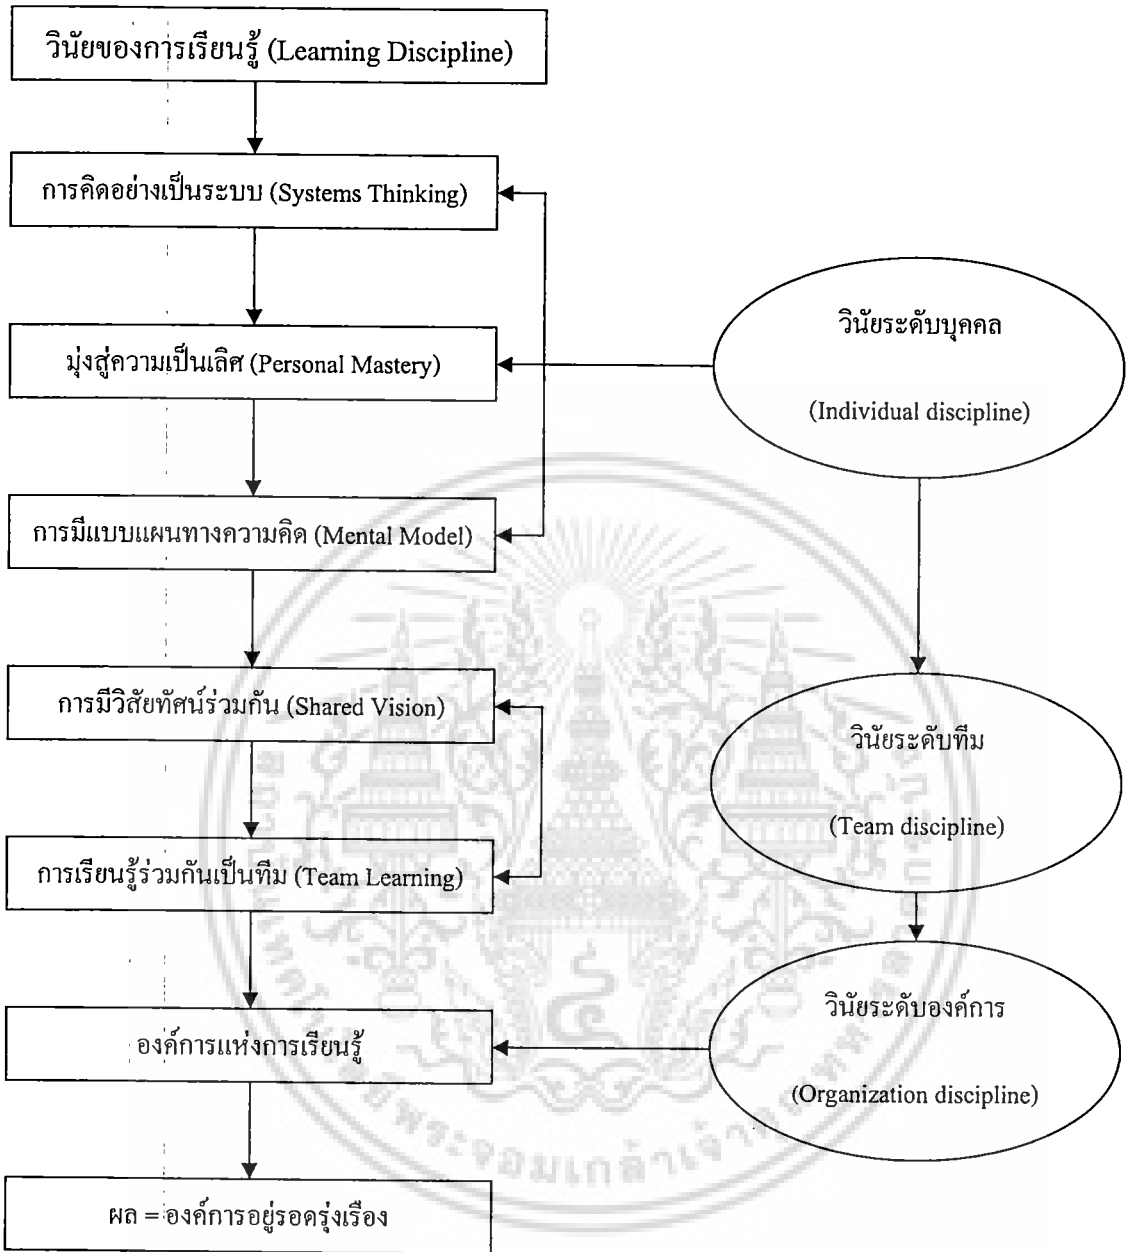 วินัยของการเรียนรู้ (Learning Discipline)
การคิดอย่างเป็นระบบ (Systems Thinking)
มุ่งสู่ความเป็นเลิศ (Personal Mastery)
วินัยระดับบุคคล
(Individual discipline)
การมีแบบแผนทางความคิด (Mental Model)
การมีวิสัยทัศน์ร่วมกัน (Shared Vision)
วินัยระดับทีม
(Team discipline)
การเรียนรู้ร่วมกันเป็นทีม (Team Learning)
องค์การแห่งการเรียนรู้
วินัยระดับองค์การ
(Organization discipline)
ผล = องค์การอยู่รอดรุ่งเรือง